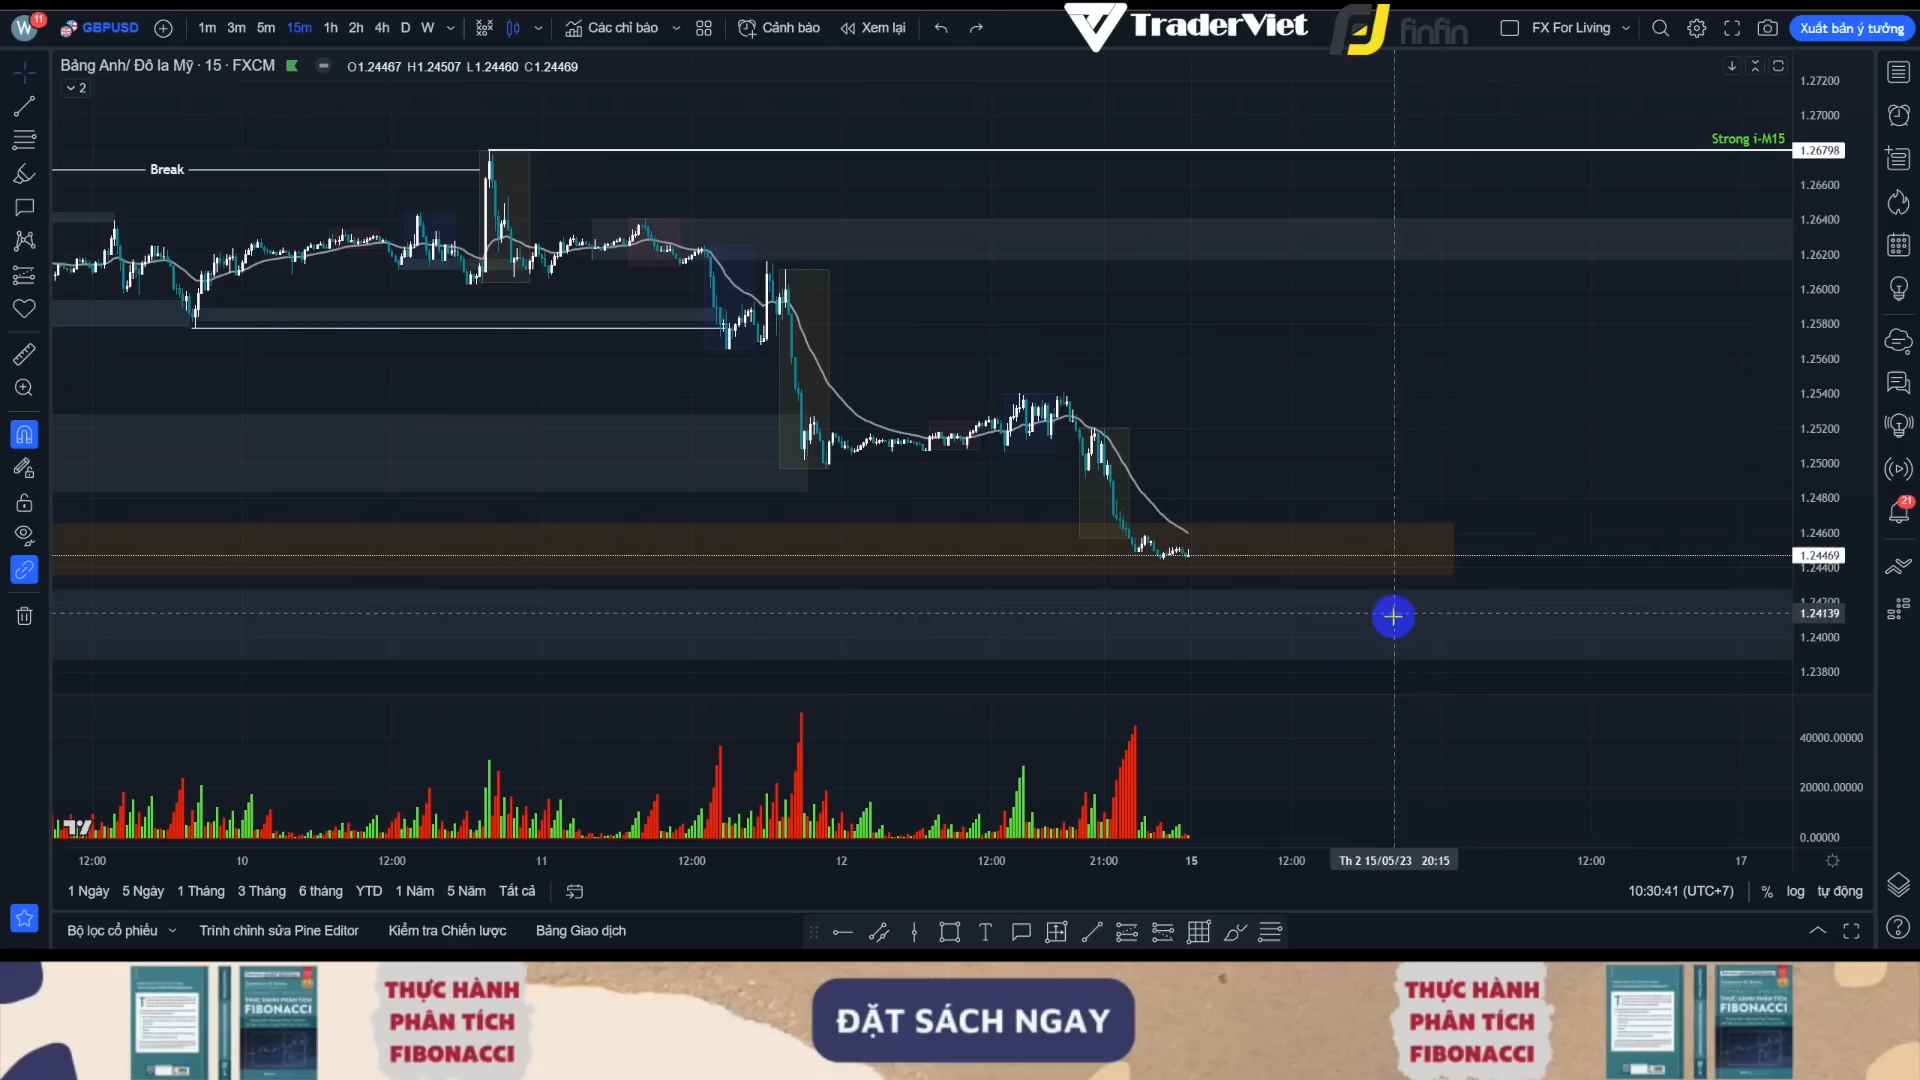 W 11 GBPUSD 1m 3m 5m 15m 1h 2h 4h D W Các chỉ báo Cảnh báo Xem lại TraderViet finfin FX For Living Xuất bản ý tưởng
Bảng Anh/ Đô la Mỹ · 15 · FXCM O1.24467 H1.24507 L1.24460 C1.24469
2
1.27200
1.27000
Strong i-M15
1.26798
Break
1.26600
1.26400
1.26200
1.26000
1.25800
1.25600
1.25400
1.25200
1.25000
1.24800
21
1.24600
1.24469
1.24400
1.24200
1.24139
1.24000
1.23800
40000.00000
20000.00000
0.00000
12:00 10 12:00 11 12:00 12 12:00 21:00 15 12:00 Th 2 15/05/23 20:15 12:00 17
1 Ngày 5 Ngày 1 Tháng 3 Tháng 6 tháng YTD 1 Năm 5 Năm Tất cả 10:30:41 (UTC+7) % log tự động
Bộ lọc cổ phiếu Trình chỉnh sửa Pine Editor Kiểm tra Chiến lược Bảng Giao dịch
THỰC HÀNH
PHÂN TÍCH
FIBONACCI
ĐẶT SÁCH NGAY
THỰC HÀNH
PHÂN TÍCH
FIBONACCI